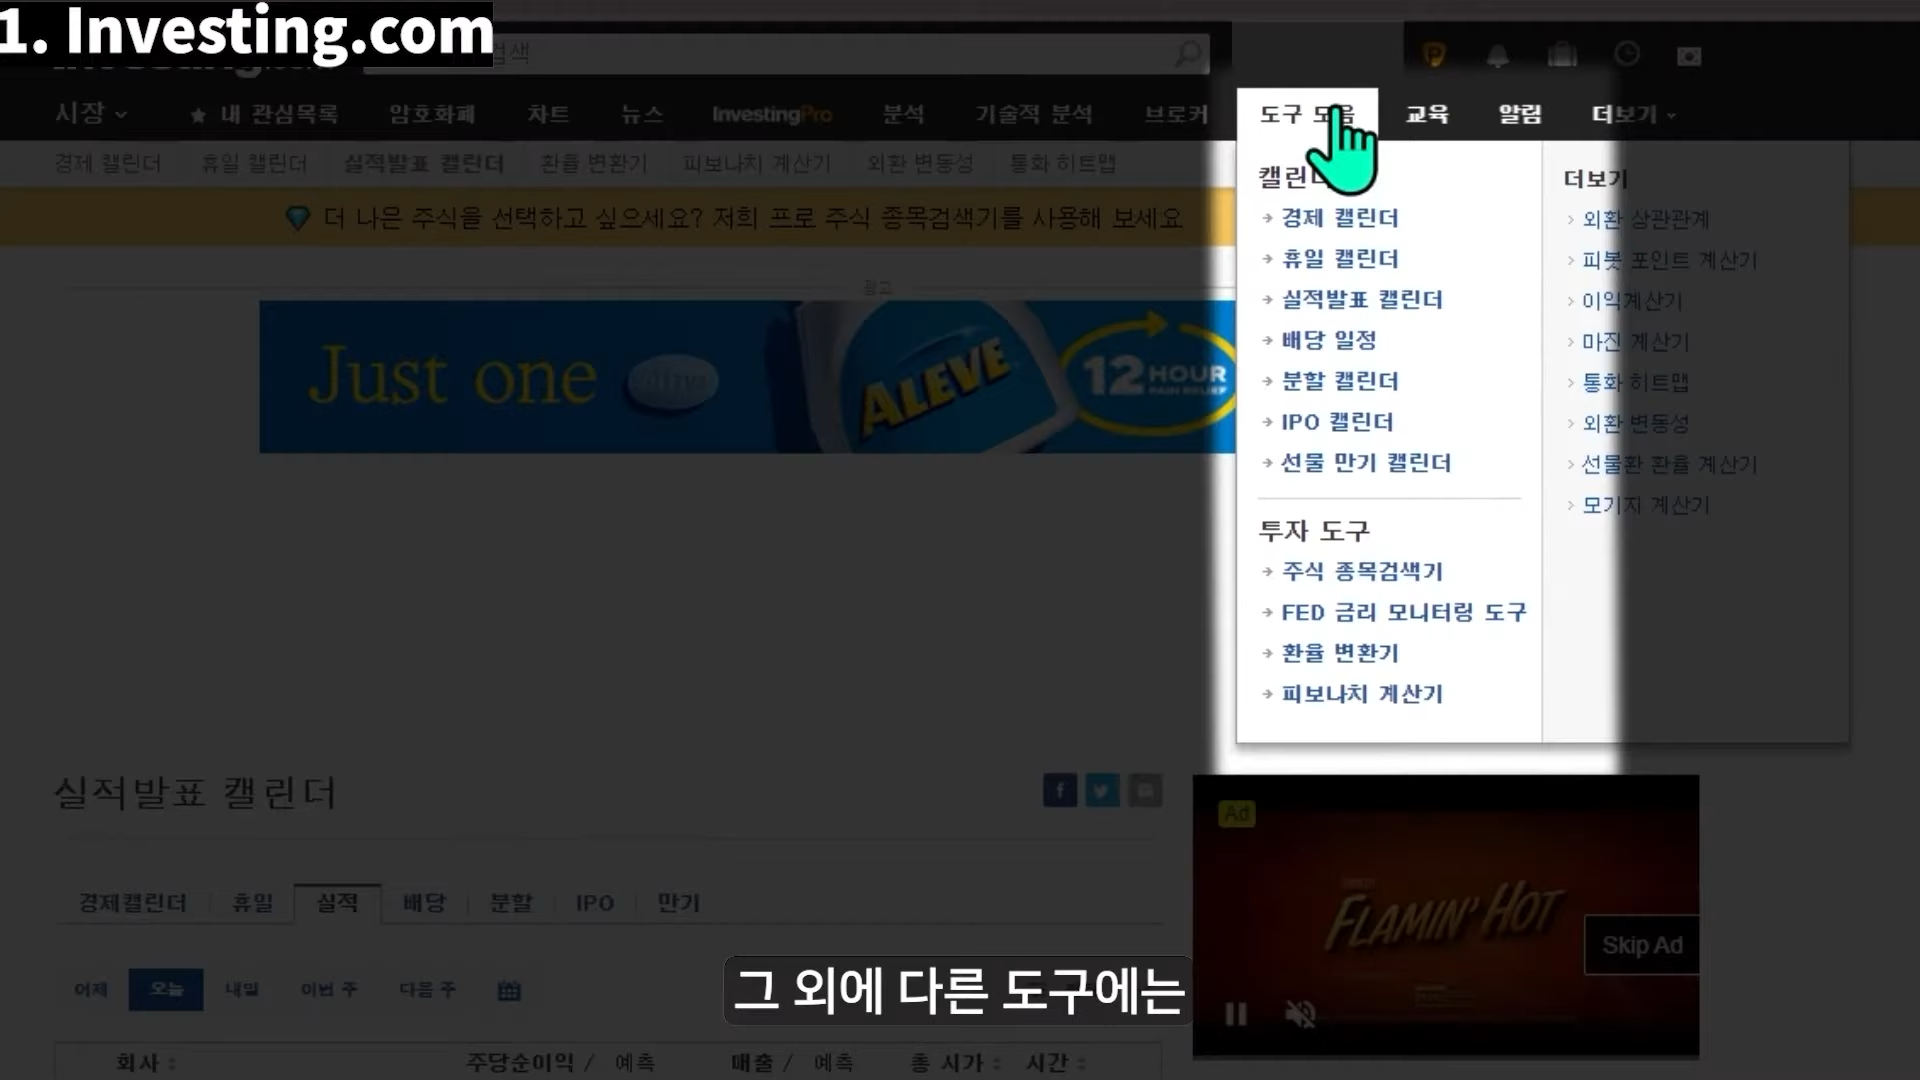 1. Investing.com
검색
시장
내 관심목록
암호화폐
차트
뉴스
InvestingPro
분석
기술적 분석
브로커
도구 모음
교육
알림
더보기
경제 캘린더
휴일 캘린더
실적발표 캘린더
환율 변환기
피보나치 계산기
외환 변동성
통화 히트맵
더 나은 주식을 선택하고 싶으세요? 저희 프로 주식 종목검색기를 사용해 보세요
광고
Just one
ALEVE
12 HOUR
PAIN RELIEF
캘린더
경제 캘린더
휴일 캘린더
실적발표 캘린더
배당 일정
분할 캘린더
IPO 캘린더
선물 만기 캘린더
투자 도구
주식 종목검색기
FED 금리 모니터링 도구
환율 변환기
피보나치 계산기
더보기
외환 상관관계
피봇 포인트 계산기
이익계산기
마진 계산기
통화 히트맵
외환 변동성
선물환 환율 계산기
모기지 계산기
실적발표 캘린더
경제캘린더
휴일
실적
배당
분할
IPO
만기
어제
오늘
내일
이번 주
다음 주
회사
주당순이익 / 예측
매출 / 예측
총 시가
시간
Ad
FLAMIN' HOT
Skip Ad
그 외에 다른 도구에는